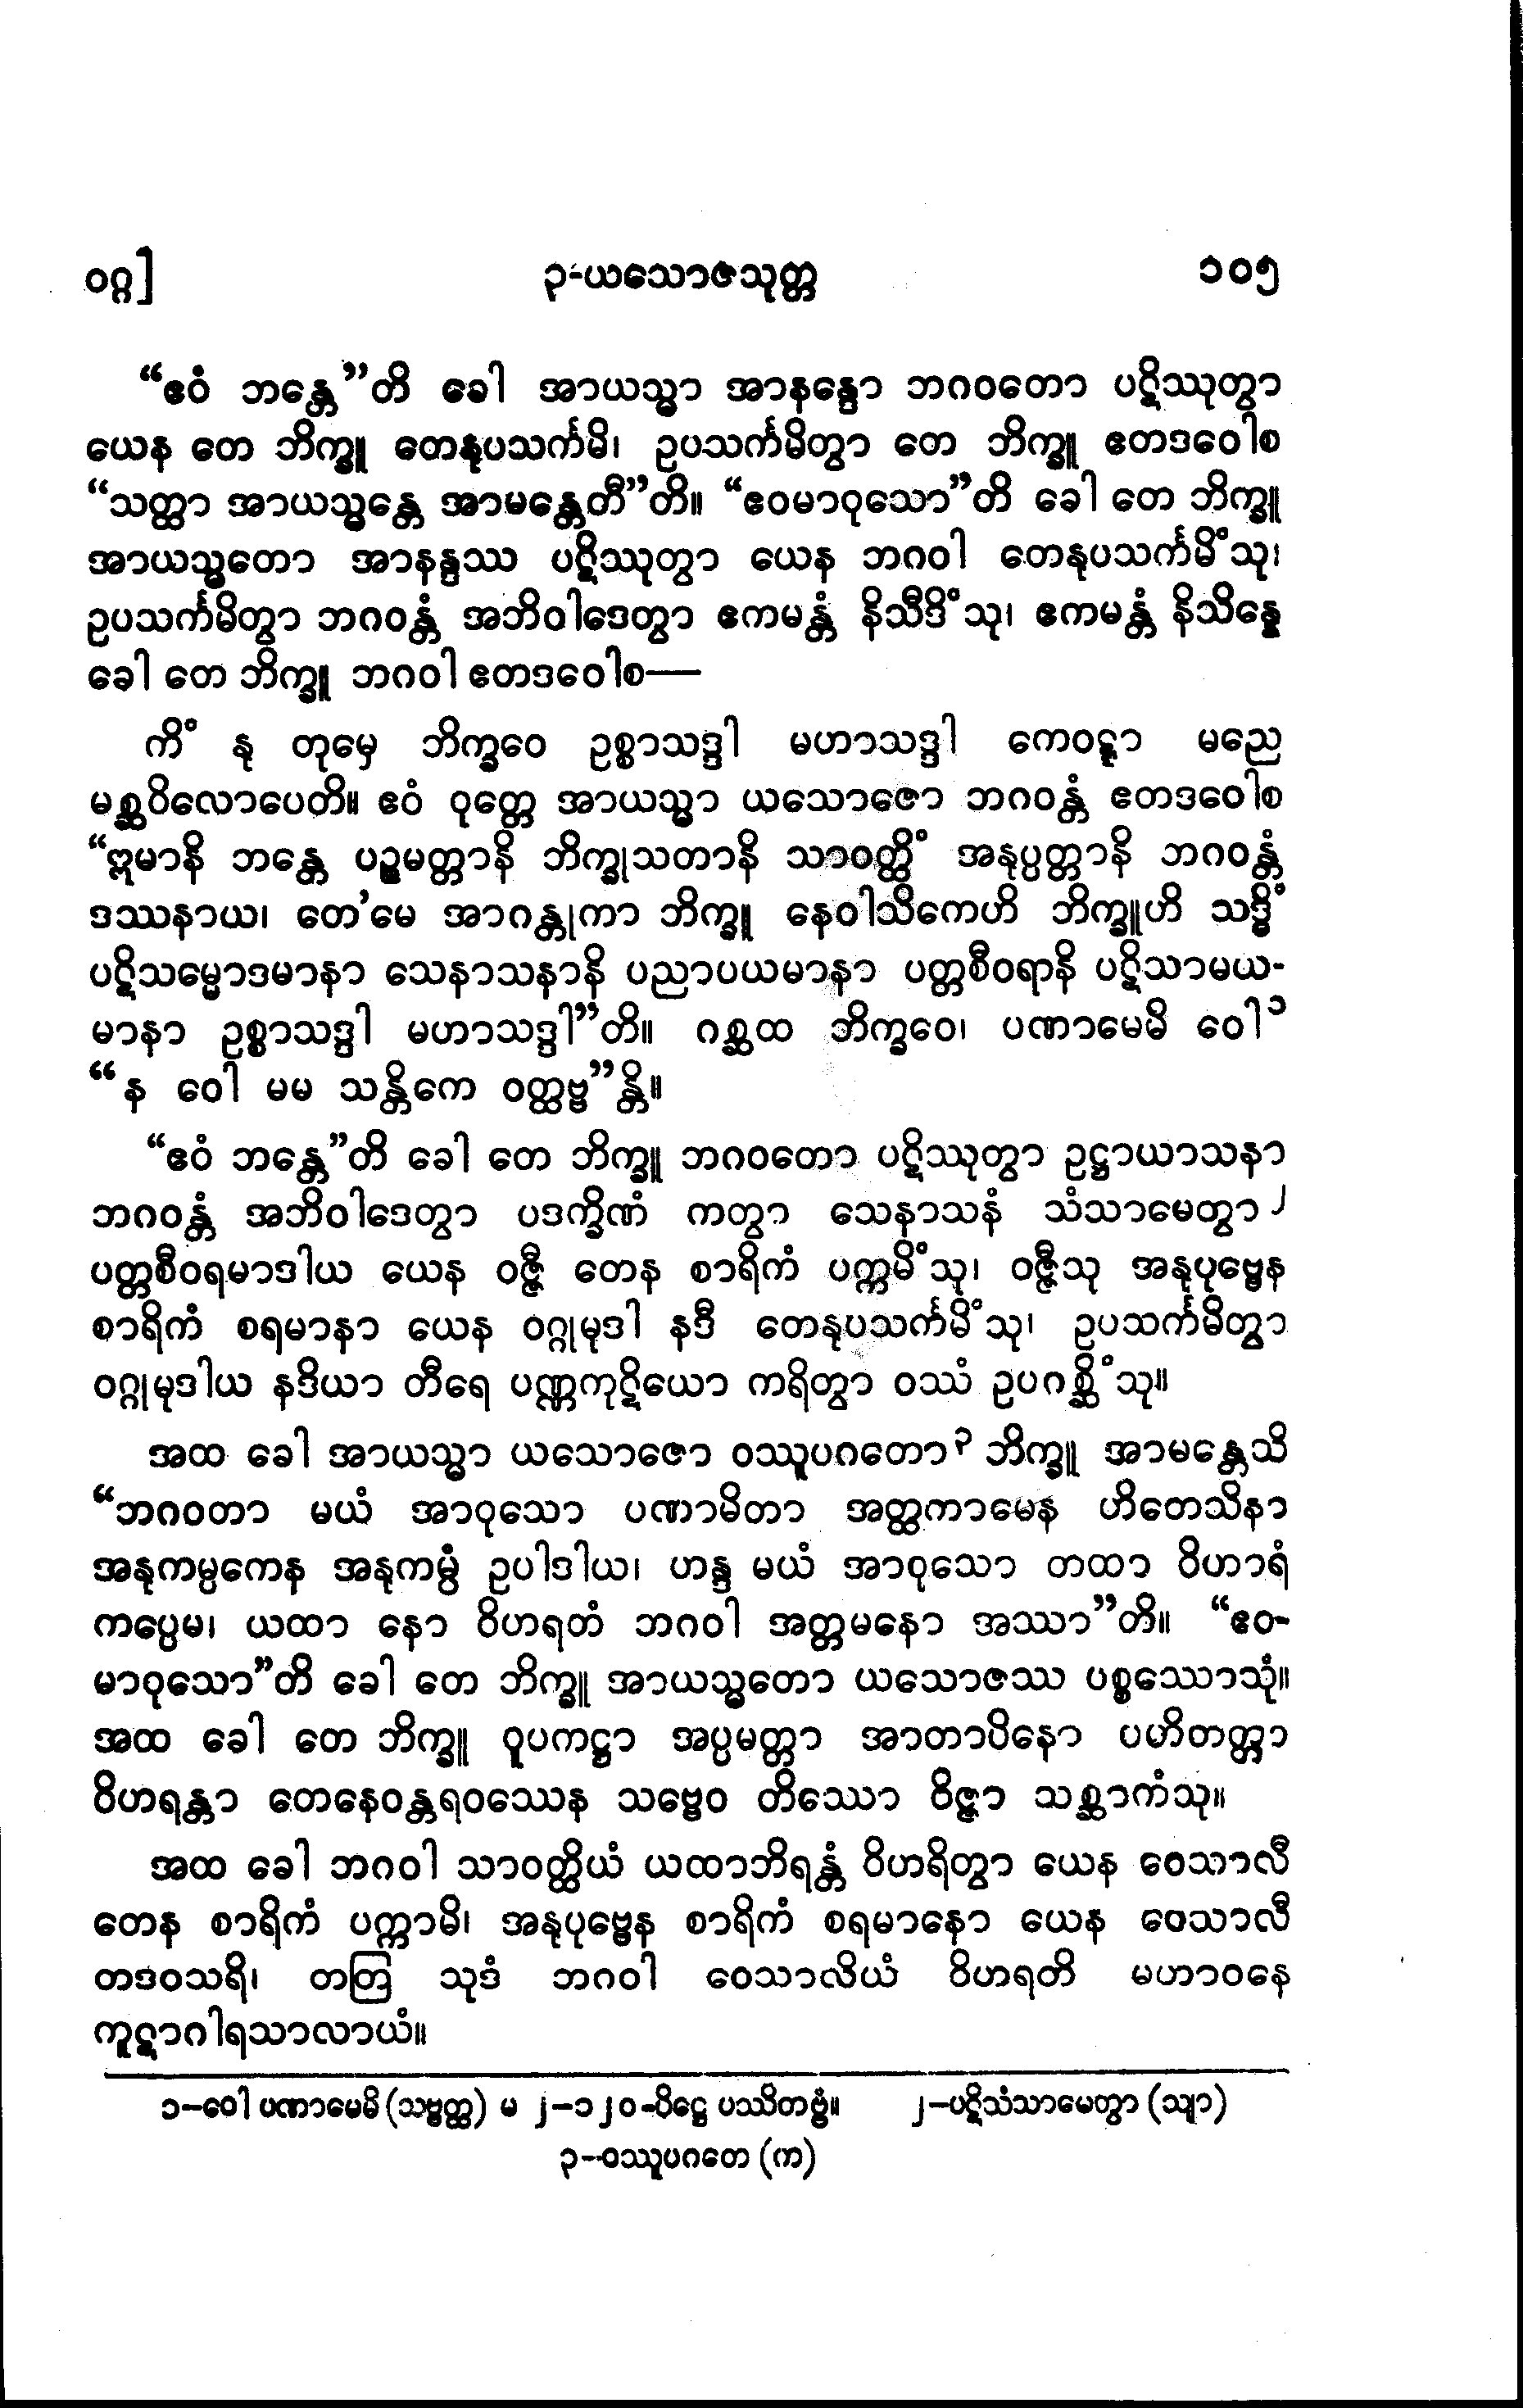 ဝဂ္ဂ] ၃-ယသောဇသုတ္တ ၁၀၅
“ဧဝံ ဘန္တေ”တိ ခေါ အာယသ္မာ အာနန္ဒော ဘဂဝတော ပဋိဿုတွာ
ယေန တေ ဘိက္ခူ တေနုပသင်္ကမိ၊ ဥပသင်္ကမိတွာ တေ ဘိက္ခူ ဧတဒဝေါစ
“သတ္ထာ အာယသ္မန္တေ အာမန္တေတီ”တိ။ “ဧဝမာဝုသော”တိ ခေါ တေ ဘိက္ခူ
အာယသ္မတော အာနန္ဒဿ ပဋိဿုတွာ ယေန ဘဂဝါ တေနုပသင်္ကမိံသု၊
ဥပသင်္ကမိတွာ ဘဂဝန္တံ အဘိဝါဒေတွာ ဧကမန္တံ နိသီဒိံသု၊ ဧကမန္တံ နိသိန္နေ
ခေါ တေ ဘိက္ခူ ဘဂဝါ ဧတဒဝေါစ—
ကိံ နု တုမှေ ဘိက္ခဝေ ဥစ္စာသဒ္ဒါ မဟာသဒ္ဒါ ကေဝဋ္ဋာ မညေ
မစ္ဆဝိလောပေတိ။ ဧဝံ ဝုတ္တေ အာယသ္မာ ယသောဇော ဘဂဝန္တံ ဧတဒဝေါစ
“ဣမာနိ ဘန္တေ ပဉ္စမတ္တာနိ ဘိက္ခုသတာနိ သာဝတ္ထိံ အနုပ္ပတ္တာနိ ဘဂဝန္တံ
ဒဿနာယ၊ တေ’မေ အာဂန္တုကာ ဘိက္ခူ နေဝါသိကေဟိ ဘိက္ခူဟိ သဒ္ဓိံ
ပဋိသမ္မောဒမာနာ သေနာသနာနိ ပညာပယမာနာ ပတ္တစီဝရာနိ ပဋိသာမယ-
မာနာ ဥစ္စာသဒ္ဒါ မဟာသဒ္ဒါ”တိ။ ဂစ္ဆထ ဘိက္ခဝေ၊ ပဏာမေမိ ဝေါ၁
“န ဝေါ မမ သန္တိကေ ဝတ္ထဗ္ဗ”န္တိ။
“ဧဝံ ဘန္တေ”တိ ခေါ တေ ဘိက္ခူ ဘဂဝတော ပဋိဿုတွာ ဥဋ္ဌာယာသနာ
ဘဂဝန္တံ အဘိဝါဒေတွာ ပဒက္ခိဏံ ကတွာ သေနာသနံ သံသာမေတွာ၂
ပတ္တစီဝရမာဒါယ ယေန ဝဇ္ဇီ တေန စာရိကံ ပက္ကမိံသု၊ ဝဇ္ဇီသု အနုပုဗ္ဗေန
စာရိကံ စရမာနာ ယေန ဝဂ္ဂုမုဒါ နဒီ တေနုပသင်္ကမိံသု၊ ဥပသင်္ကမိတွာ
ဝဂ္ဂုမုဒါယ နဒိယာ တီရေ ပဏ္ဏကုဋိယော ကရိတွာ ဝဿံ ဥပဂစ္ဆိံသု။
အထ ခေါ အာယသ္မာ ယသောဇော ဝဿူပဂတော၃ ဘိက္ခူ အာမန္တေသိ
“ဘဂဝတာ မယံ အာဝုသော ပဏာမိတာ အတ္ထကာမေန ဟိတေသိနာ
အနုကမ္ပကေန အနုကမ္ပံ ဥပါဒါယ၊ ဟန္ဒ မယံ အာဝုသော တထာ ဝိဟာရံ
ကပ္ပေမ၊ ယထာ နော ဝိဟရတံ ဘဂဝါ အတ္တမနော အဿာ”တိ။ “ဧဝ-
မာဝုသော”တိ ခေါ တေ ဘိက္ခူ အာယသ္မတော ယသောဇဿ ပစ္စဿောသုံ။
အထ ခေါ တေ ဘိက္ခူ ဝူပကဋ္ဌာ အပ္ပမတ္တာ အာတာပိနော ပဟိတတ္တာ
ဝိဟရန္တာ တေနေဝန္တရဝဿေန သဗ္ဗေဝ တိဿော ဝိဇ္ဇာ သစ္ဆာကံသု။
အထ ခေါ ဘဂဝါ သာဝတ္ထိယံ ယထာဘိရန္တံ ဝိဟရိတွာ ယေန ဝေသာလီ
တေန စာရိကံ ပက္ကာမိ၊ အနုပုဗ္ဗေန စာရိကံ စရမာနော ယေန ဝေသာလီ
တဒဝသရိ၊ တတြ သုဒံ ဘဂဝါ ဝေသာလိယံ ဝိဟရတိ မဟာဝနေ
ကူဋာဂါရသာလာယံ။
၁—ဝေါ ပဏာမေမိ (သဗ္ဗတ္ထ) မ ၂—၁၂၀-ပိဋ္ဌေ ပဿိတဗ္ဗံ။ ၂—ပဋိသံသာမေတွာ (သျာ)
၃—ဝဿူပဂတေ (က)